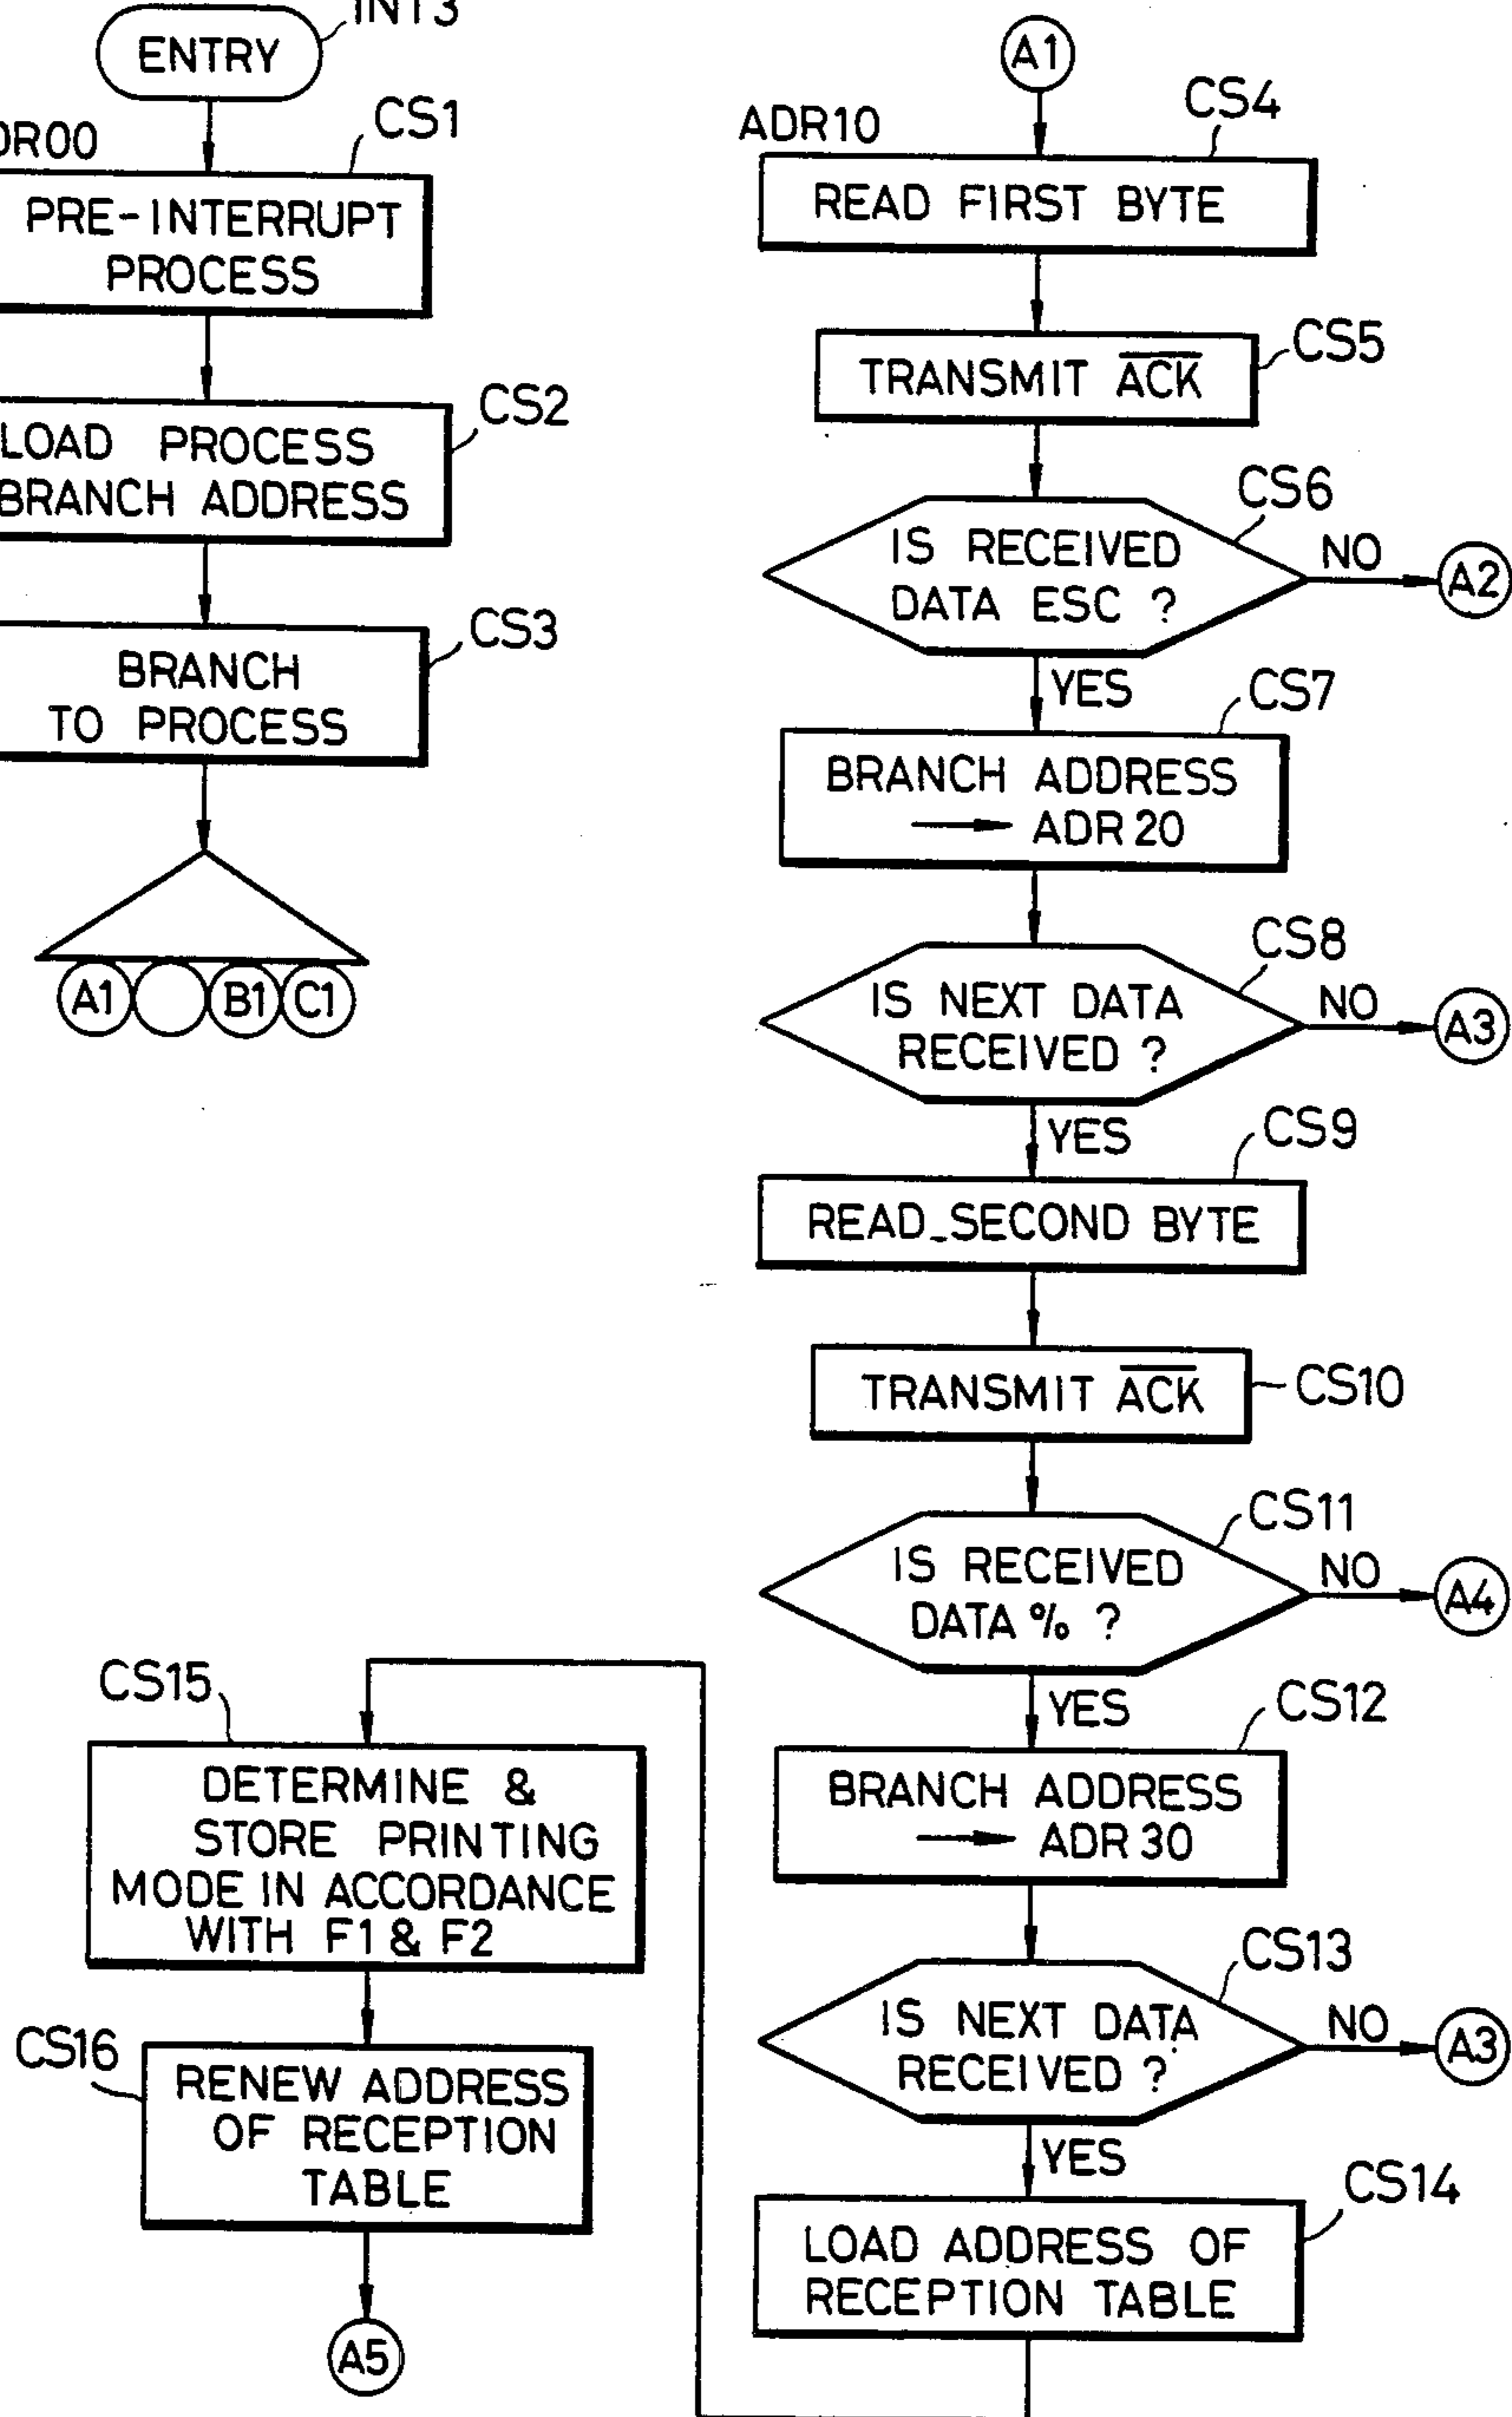 INT3
ENTRY
CS1
DR00
PRE-INTERRUPT
PROCESS
CS2
LOAD PROCESS
BRANCH ADDRESS
CS3
BRANCH
TO PROCESS
A1
B1
C1
A1
CS4
ADR10
READ FIRST BYTE
CS5
TRANSMIT ACK
CS6
IS RECEIVED
DATA ESC ?
NO
A2
YES
CS7
BRANCH ADDRESS
→ ADR20
CS8
IS NEXT DATA
RECEIVED ?
NO
A3
YES
CS9
READ_SECOND BYTE
TRANSMIT ACK
CS10
CS11
IS RECEIVED
DATA % ?
NO
A4
YES
CS12
BRANCH ADDRESS
→ ADR30
CS13
IS NEXT DATA
RECEIVED ?
NO
A3
YES
CS14
LOAD ADDRESS OF
RECEPTION TABLE
CS15
DETERMINE &
STORE PRINTING
MODE IN ACCORDANCE
WITH F1 & F2
CS16
RENEW ADDRESS
OF RECEPTION
TABLE
A5